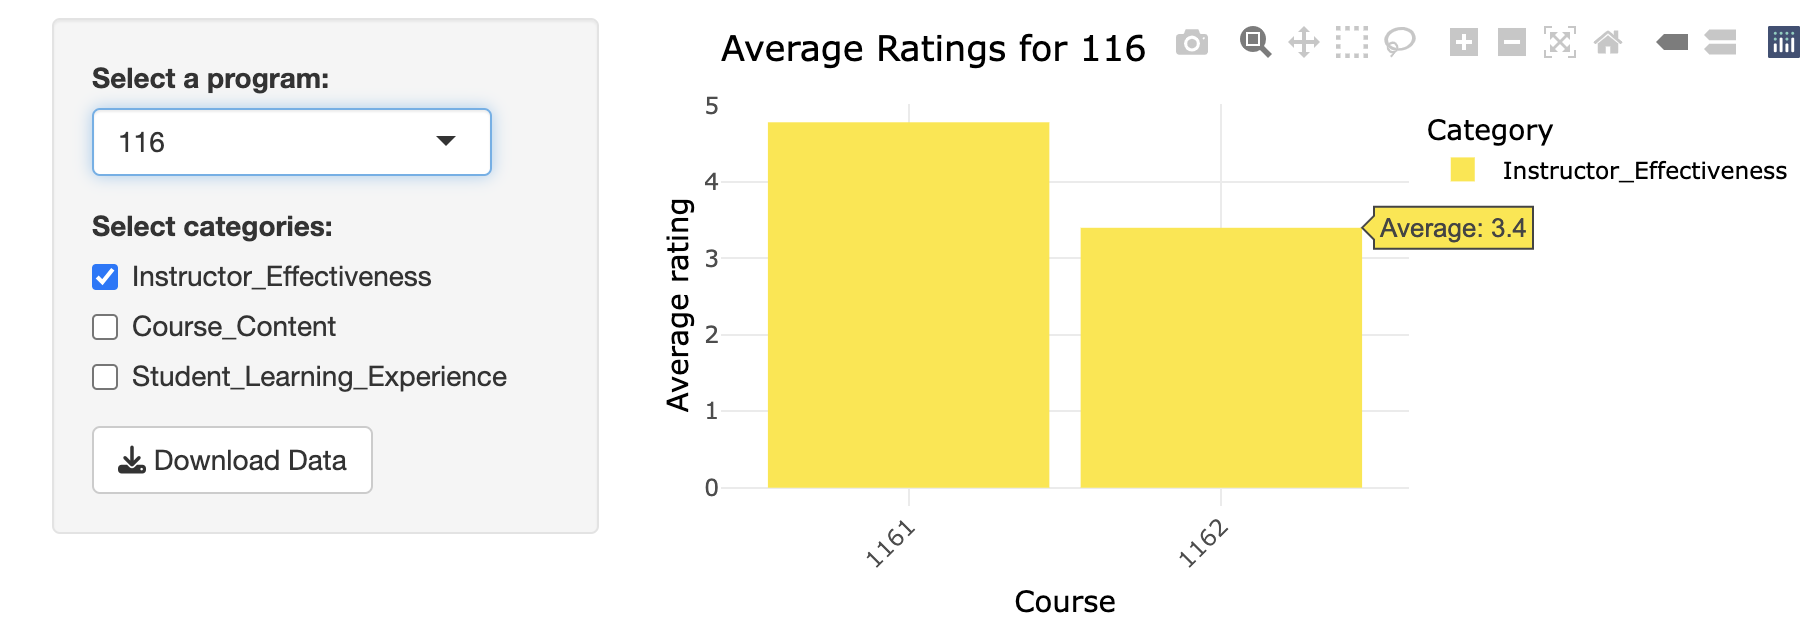 Select a program:
116
Select categories:
Instructor_Effectiveness
Course_Content
Student_Learning_Experience
Download Data
Average Ratings for 116
5
4
3
2
1
0
Average rating
1161
1162
Course
Category
Instructor_Effectiveness
Average: 3.4